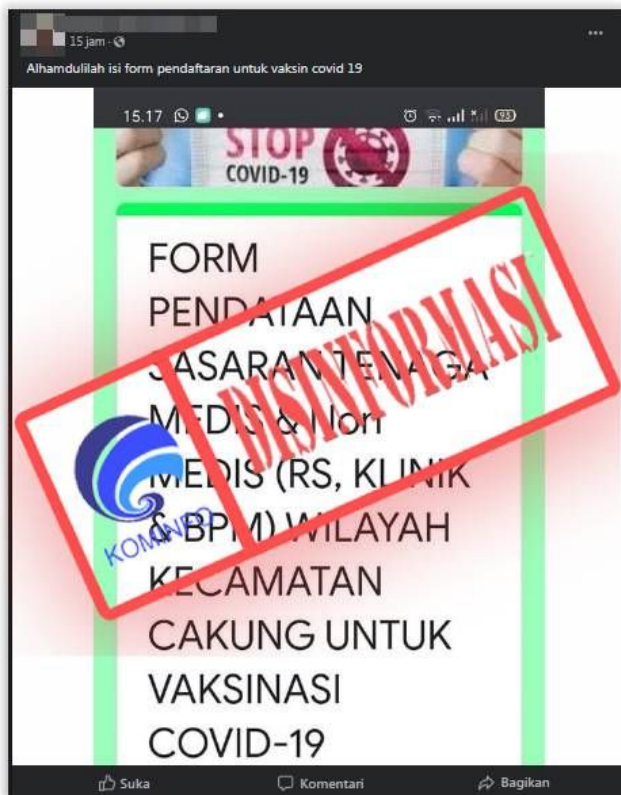 15 jam
Alhamdulilah isi form pendaftaran untuk vaksin covid 19
15.17
93
STOP
COVID-19
FORM
PENDATAAN
SASARAN TENAGA
MEDIS & Non
MEDIS (RS, KLINIK
& BPM) WILAYAH
KECAMATAN
CAKUNG UNTUK
VAKSINASI
COVID-19
KOMINFO
DISINFORMASI
Suka
Komentari
Bagikan